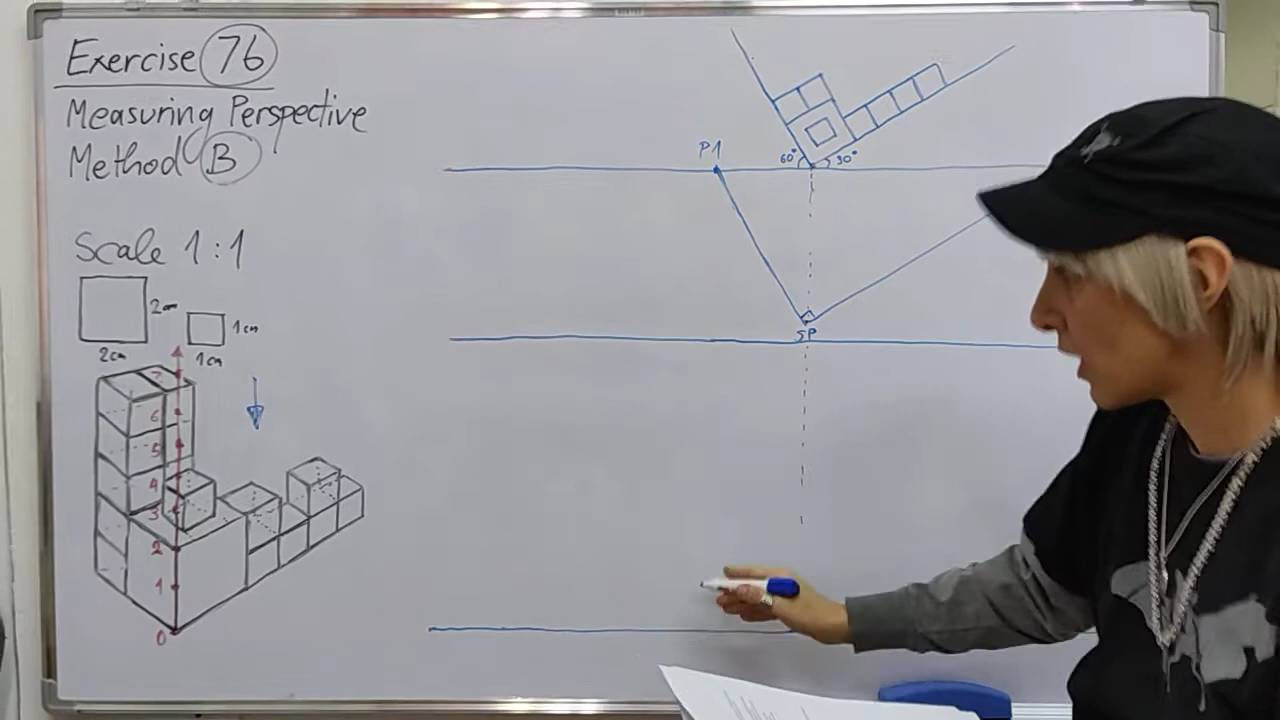 Exercise 76
Measuring Perspective
Method B
Scale 1:1
2cm
2cm
1cm
1cm
7
6
5
4
3
2
1
0
P1
60°
30°
SP